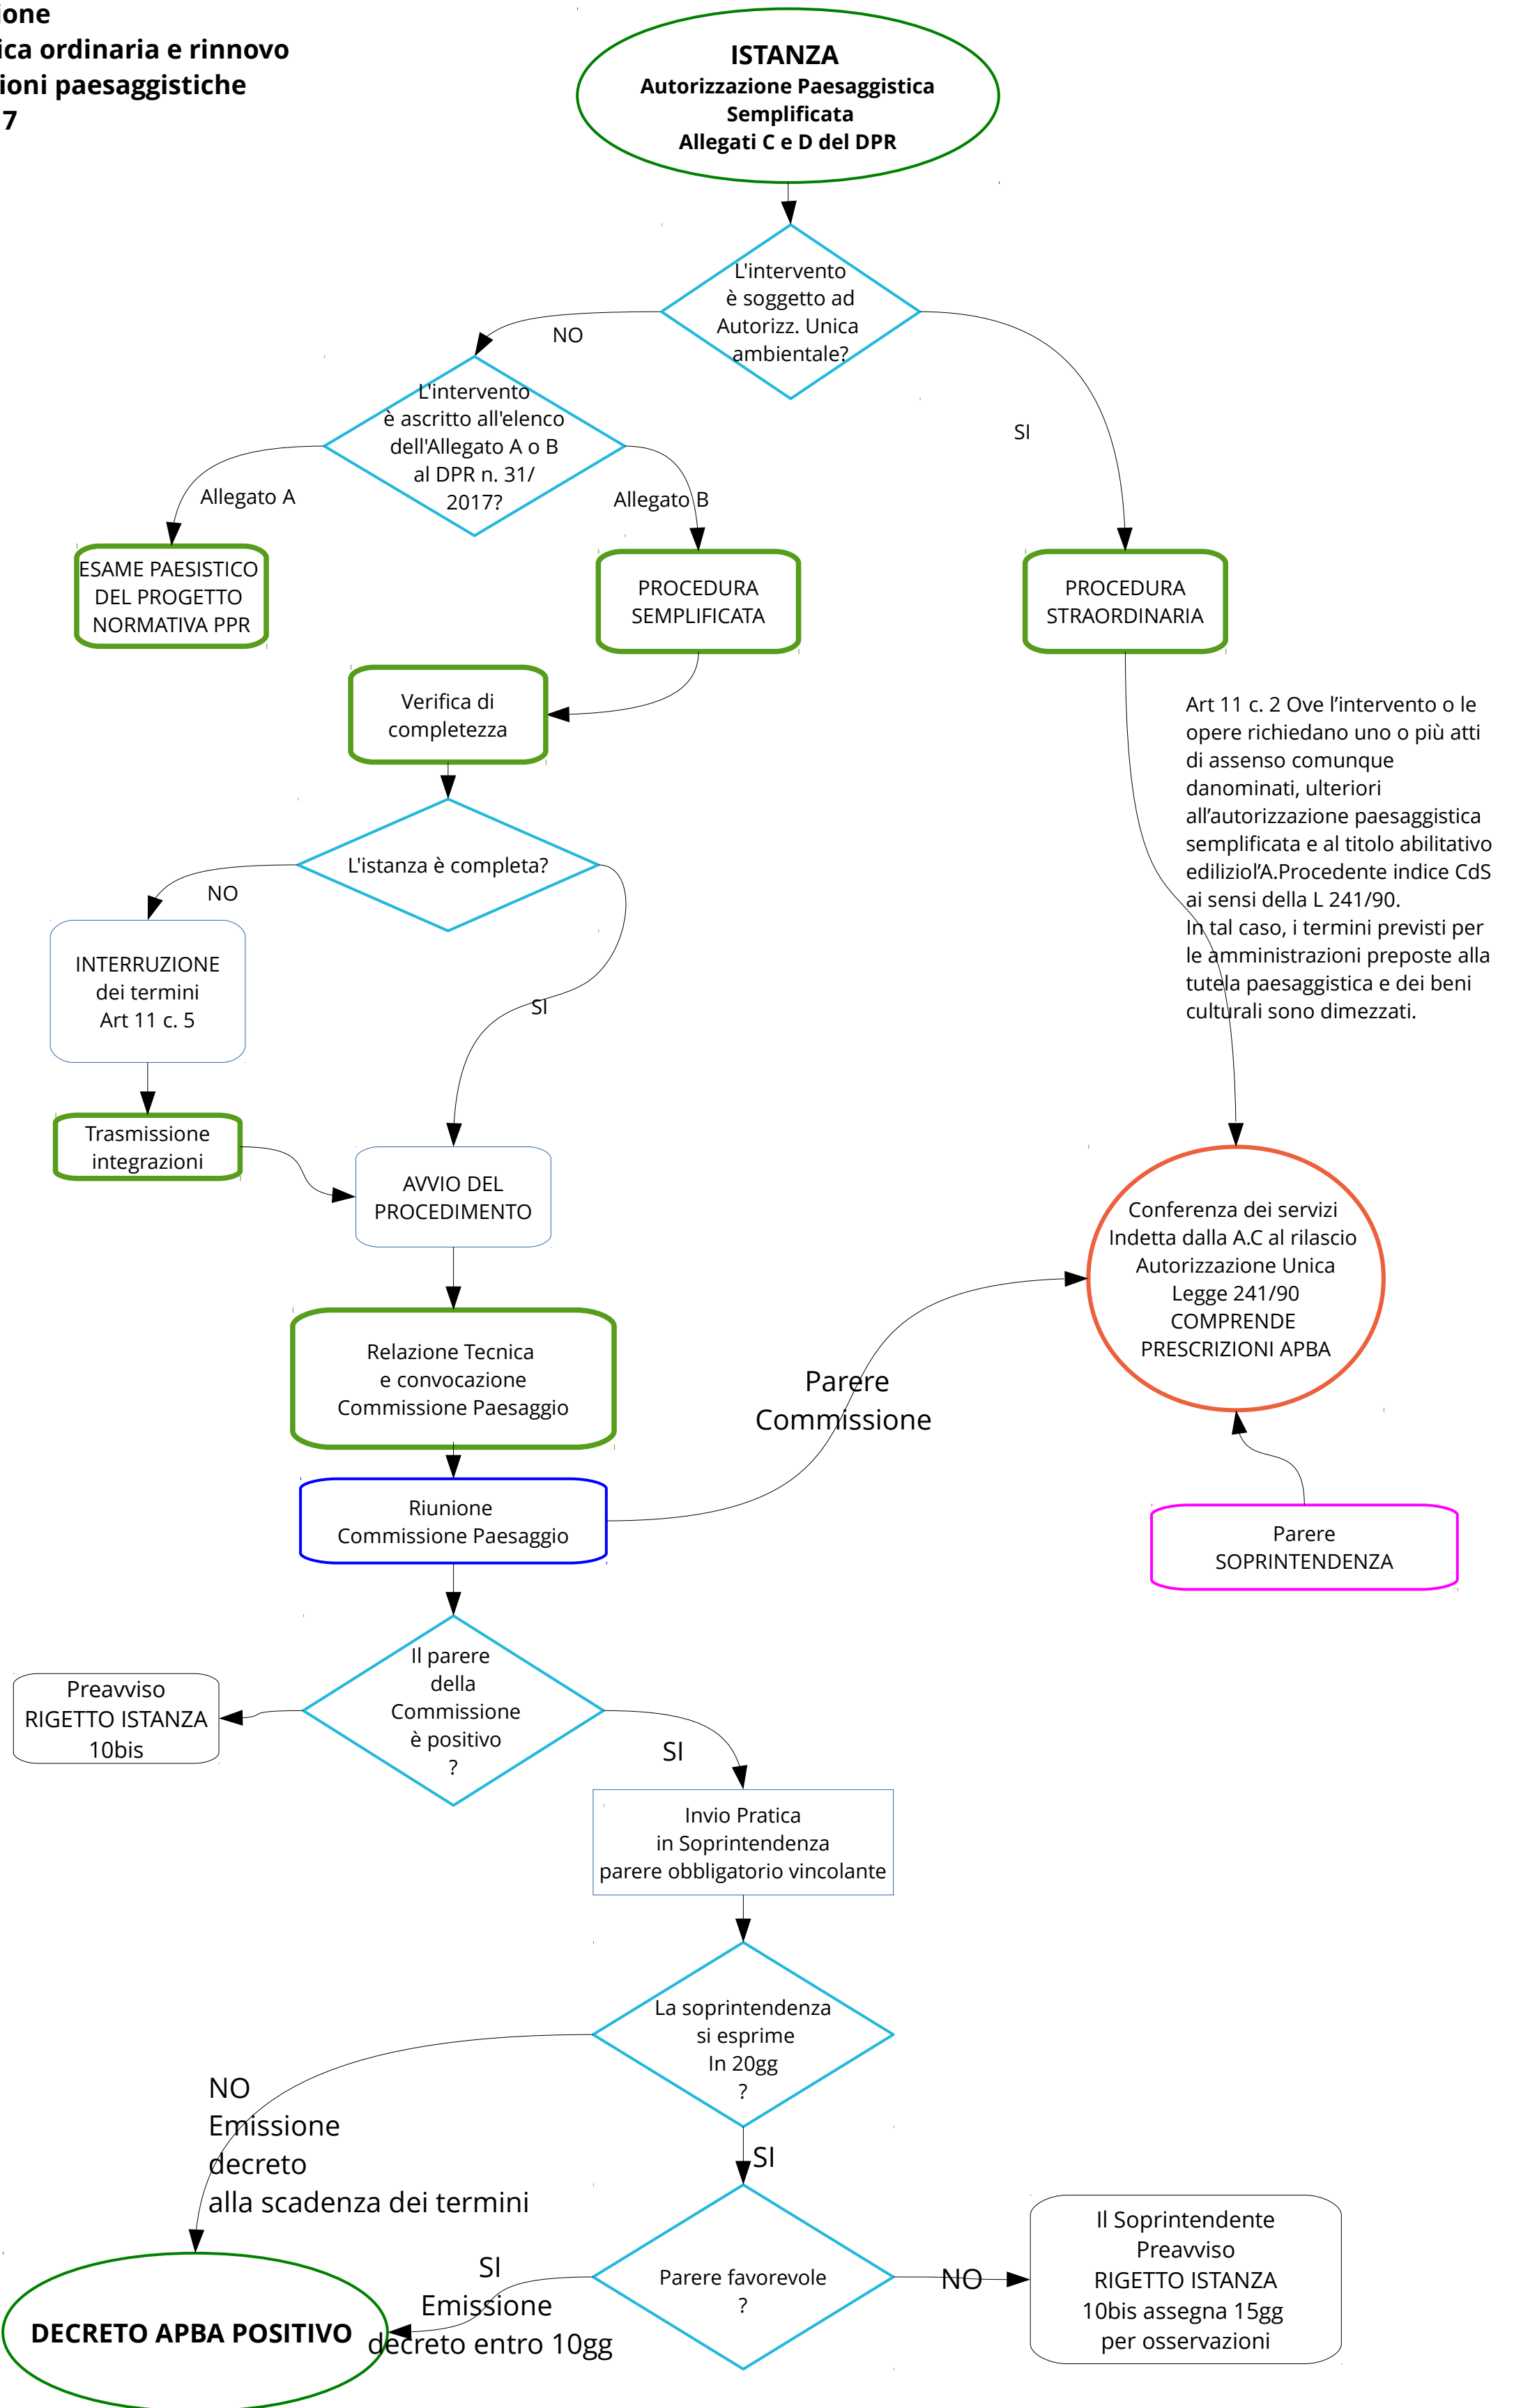 ione
ica ordinaria e rinnovo
ioni paesaggistiche
17
ISTANZA
Autorizzazione Paesaggistica
Semplificata
Allegati C e D del DPR
L'intervento
è soggetto ad
Autorizz. Unica
ambientale?
NO
SI
L'intervento
è ascritto all'elenco
dell'Allegato A o B
al DPR n. 31/
2017?
Allegato A
Allegato B
ESAME PAESISTICO
DEL PROGETTO
NORMATIVA PPR
PROCEDURA
SEMPLIFICATA
PROCEDURA
STRAORDINARIA
Verifica di
completezza
Art 11 c. 2 Ove l’intervento o le
opere richiedano uno o più atti
di assenso comunque
danominati, ulteriori
all’autorizzazione paesaggistica
semplificata e al titolo abilitativo
ediliziol’A.Procedente indice CdS
ai sensi della L 241/90.
In tal caso, i termini previsti per
le amministrazioni preposte alla
tutela paesaggistica e dei beni
culturali sono dimezzati.
L'istanza è completa?
NO
SI
INTERRUZIONE
dei termini
Art 11 c. 5
Trasmissione
integrazioni
AVVIO DEL
PROCEDIMENTO
Conferenza dei servizi
Indetta dalla A.C al rilascio
Autorizzazione Unica
Legge 241/90
COMPRENDE
PRESCRIZIONI APBA
Relazione Tecnica
e convocazione
Commissione Paesaggio
Parere
Commissione
Riunione
Commissione Paesaggio
Parere
SOPRINTENDENZA
Il parere
della
Commissione
è positivo
?
Preavviso
RIGETTO ISTANZA
10bis
SI
Invio Pratica
in Soprintendenza
parere obbligatorio vincolante
La soprintendenza
si esprime
In 20gg
?
NO
Emissione
decreto
alla scadenza dei termini
SI
Parere favorevole
?
SI
Emissione
decreto entro 10gg
NO
Il Soprintendente
Preavviso
RIGETTO ISTANZA
10bis assegna 15gg
per osservazioni
DECRETO APBA POSITIVO